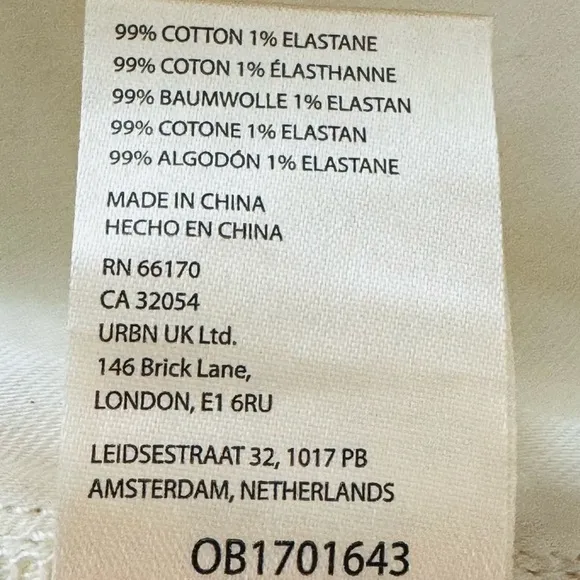 99% COTTON 1% ELASTANE
99% COTON 1% ÉLASTHANNE
99% BAUMWOLLE 1% ELASTAN
99% COTONE 1% ELASTAN
99% ALGODÓN 1% ELASTANE
MADE IN CHINA
HECHO EN CHINA
RN 66170
CA 32054
URBN UK Ltd.
146 Brick Lane,
LONDON, E1 6RU
LEIDSESTRAAT 32, 1017 PB
AMSTERDAM, NETHERLANDS
OB1701643